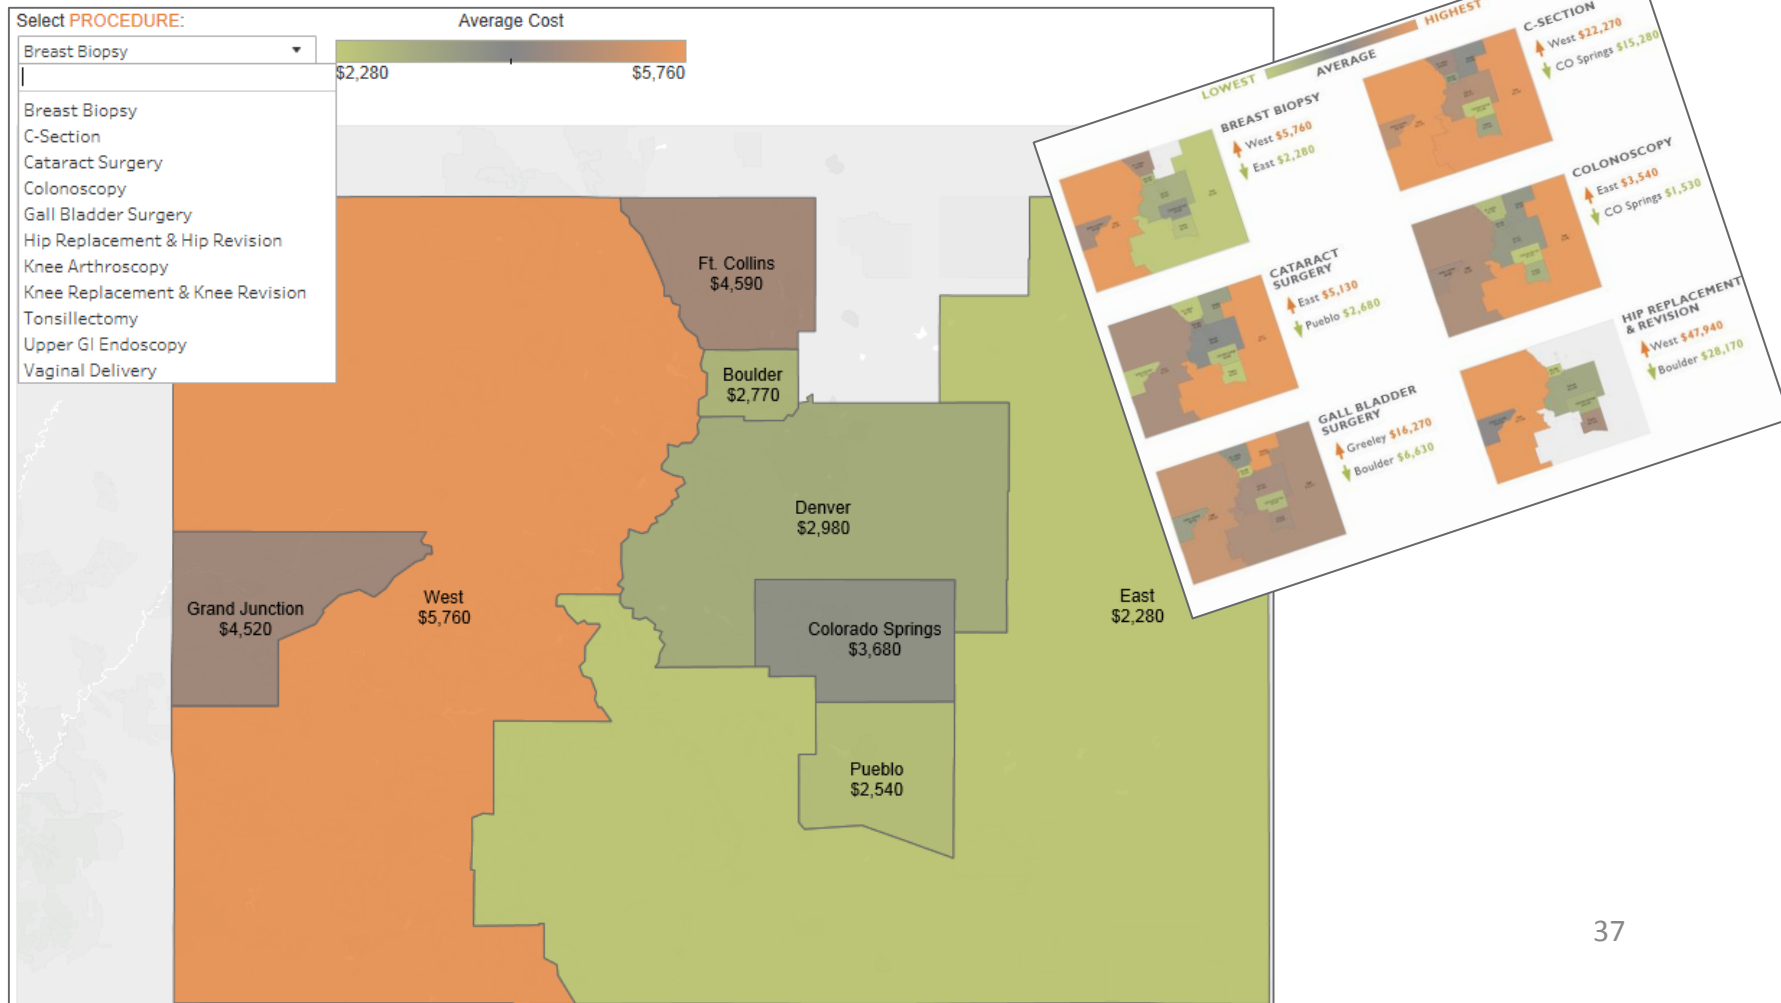 Select PROCEDURE:
Breast Biopsy
Breast Biopsy
C-Section
Cataract Surgery
Colonoscopy
Gall Bladder Surgery
Hip Replacement & Hip Revision
Knee Arthroscopy
Knee Replacement & Knee Revision
Tonsillectomy
Upper GI Endoscopy
Vaginal Delivery
Average Cost
$2,280 $5,760
Ft. Collins
$4,590
Boulder
$2,770
Denver
$2,980
Grand Junction
$4,520
West
$5,760
Colorado Springs
$3,680
East
$2,280
Pueblo
$2,540
LOWEST
AVERAGE
HIGHEST
BREAST BIOPSY
West $5,760
East $2,280
C-SECTION
West $22,270
CO Springs $15,280
CATARACT
SURGERY
East $5,130
Pueblo $2,680
COLONOSCOPY
East $3,540
CO Springs $1,530
GALL BLADDER
SURGERY
Greeley $16,270
Boulder $6,630
HIP REPLACEMENT
& REVISION
West $47,940
Boulder $28,170
37